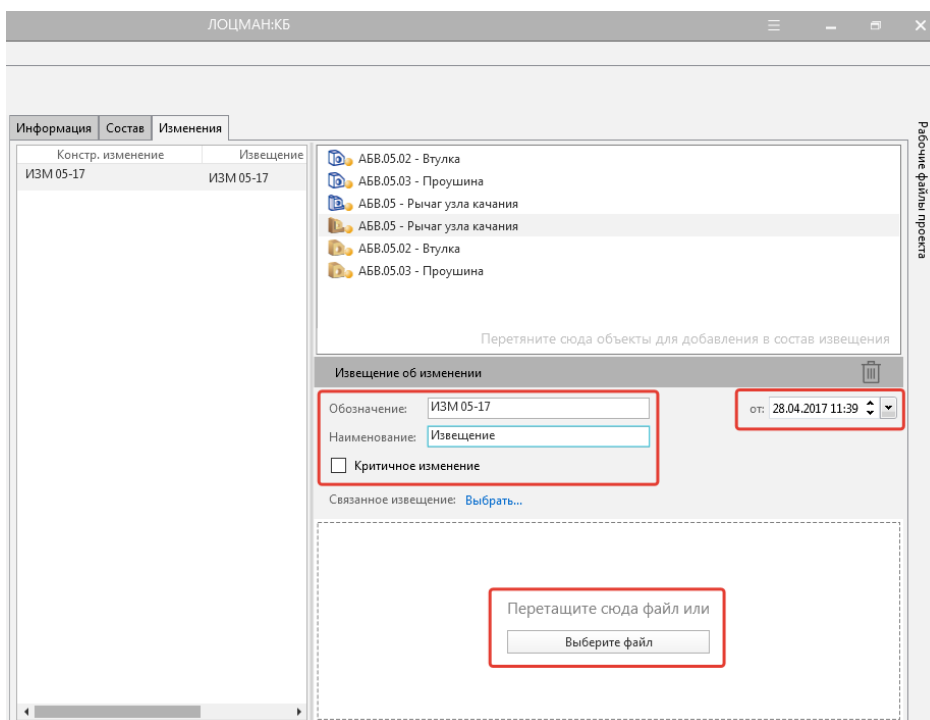 ЛОЦМАН:КБ
Информация Состав Изменения
Констр. изменение Извещение
ИЗМ 05-17 ИЗМ 05-17
АБВ.05.02 - Втулка
АБВ.05.03 - Проушина
АБВ.05 - Рычаг узла качания
АБВ.05 - Рычаг узла качания
АБВ.05.02 - Втулка
АБВ.05.03 - Проушина
Перетяните сюда объекты для добавления в состав извещения
Извещение об изменении
Обозначение: ИЗМ 05-17 от: 28.04.2017 11:39
Наименование: Извещение
Критичное изменение
Связанное извещение: Выбрать...
Перетащите сюда файл или
Выберите файл
Рабочие файлы проекта